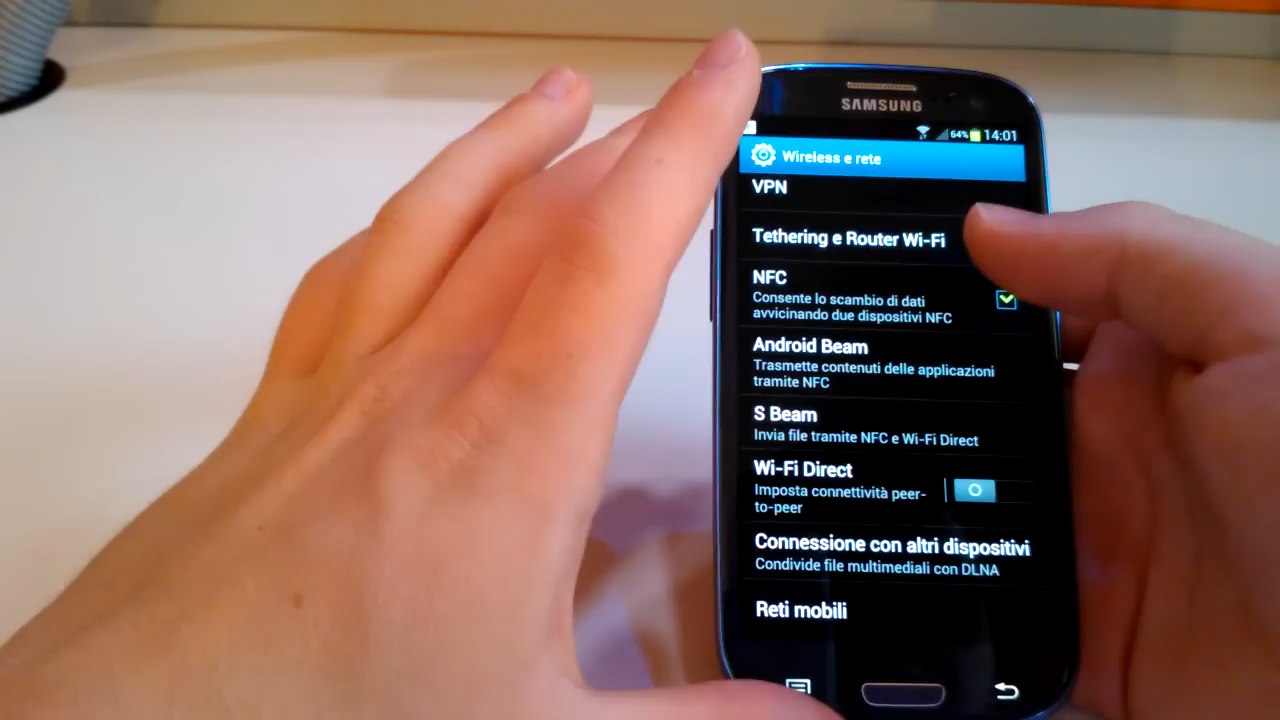 SAMSUNG
64% 14:01
Wireless e rete
VPN
Tethering e Router Wi-Fi
NFC
Consente lo scambio di dati
avvicinando due dispositivi NFC
Android Beam
Trasmette contenuti delle applicazioni
tramite NFC
S Beam
Invia file tramite NFC e Wi-Fi Direct
Wi-Fi Direct
Imposta connettività peer-
to-peer
Connessione con altri dispositivi
Condivide file multimediali con DLNA
Reti mobili